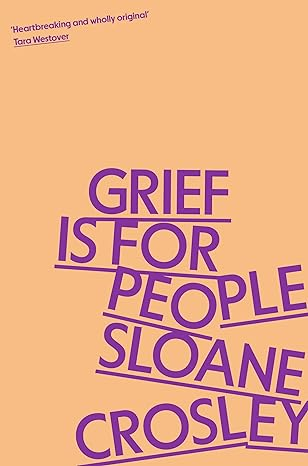 'Heartbreaking and wholly original'
Tara Westover
GRIEF
IS FOR
PEOPLE
SLOANE
CROSLEY